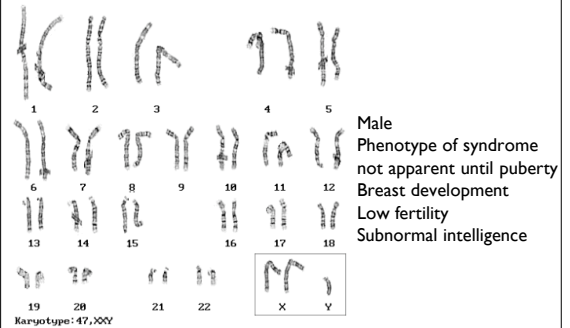 1 2 3 4 5
6 7 8 9 10 11 12
13 14 15 16 17 18
19 20 21 22 X Y
Karyotype:47,XXY
Male
Phenotype of syndrome
not apparent until puberty
Breast development
Low fertility
Subnormal intelligence